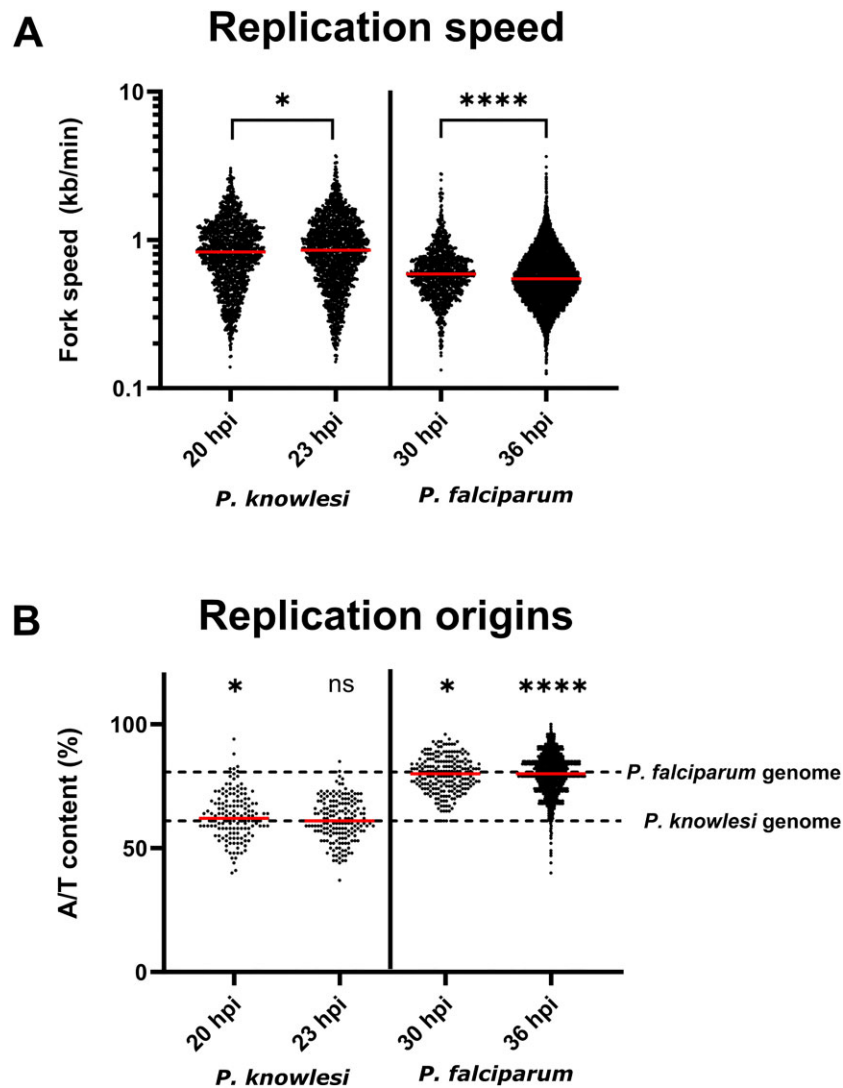 A
Replication speed
Fork speed (kb/min)
10
1
0.1
*
****
20 hpi
23 hpi
30 hpi
36 hpi
P. knowlesi
P. falciparum
B
Replication origins
A/T content (%)
100
50
0
*
ns
*
****
P. falciparum genome
P. knowlesi genome
20 hpi
23 hpi
30 hpi
36 hpi
P. knowlesi
P. falciparum